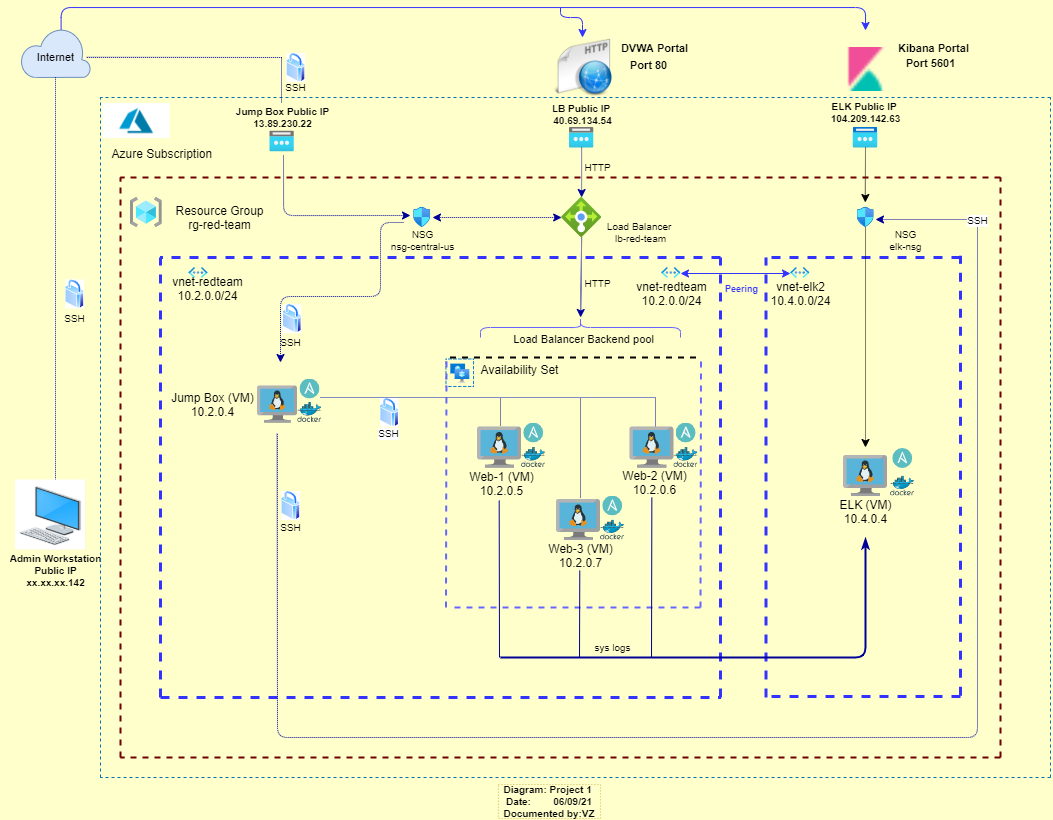 Internet
SSH
HTTP
DVWA Portal
Port 80
Kibana Portal
Port 5601
Jump Box Public IP
13.89.230.22
LB Public IP
40.69.134.54
ELK Public IP
104.209.142.63
Azure Subscription
HTTP
Resource Group
rg-red-team
NSG
nsg-central-us
Load Balancer
lb-red-team
NSG
elk-nsg
SSH
vnet-redteam
10.2.0.0/24
HTTP
vnet-redteam
10.2.0.0/24
Peering
vnet-elk2
10.4.0.0/24
SSH
SSH
Load Balancer Backend pool
Availability Set
Jump Box (VM)
10.2.0.4
docker
SSH
docker
Web-1 (VM)
10.2.0.5
docker
Web-2 (VM)
10.2.0.6
docker
Web-3 (VM)
10.2.0.7
docker
ELK (VM)
10.4.0.4
SSH
Admin Workstation
Public IP
xx.xx.xx.142
sys logs
Diagram: Project 1
Date: 06/09/21
Documented by:VZ